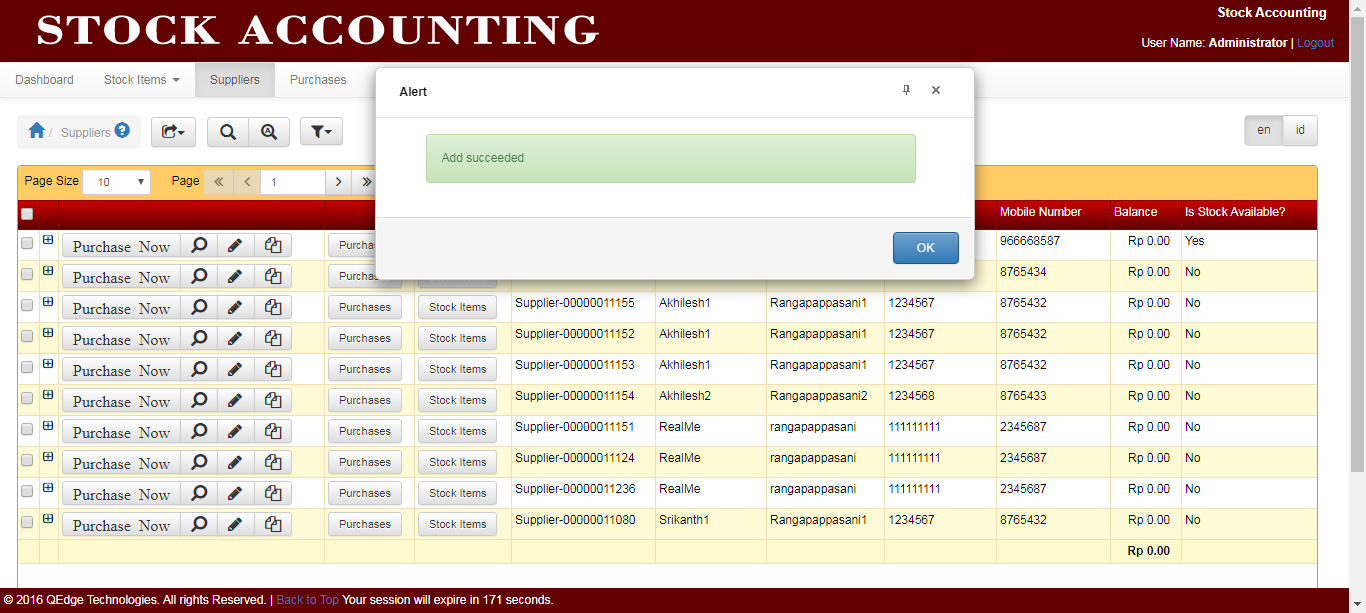 STOCK ACCOUNTING
Stock Accounting
User Name: Administrator | Logout
Dashboard Stock Items Suppliers Purchases
Alert
/ Suppliers
en id
Add succeeded
Page Size 10 Page « < 1 > »
Mobile Number Balance Is Stock Available?
OK
Purchase Now 966668587 Rp 0.00 Yes
Purchase Now 8765434 Rp 0.00 No
Purchase Now Purchases Stock Items Supplier-00000011155 Akhilesh1 Rangapappasani1 1234567 8765432 Rp 0.00 No
Purchase Now Purchases Stock Items Supplier-00000011152 Akhilesh1 Rangapappasani1 1234567 8765432 Rp 0.00 No
Purchase Now Purchases Stock Items Supplier-00000011153 Akhilesh1 Rangapappasani1 1234567 8765432 Rp 0.00 No
Purchase Now Purchases Stock Items Supplier-00000011154 Akhilesh2 Rangapappasani2 1234568 8765433 Rp 0.00 No
Purchase Now Purchases Stock Items Supplier-00000011151 RealMe rangapappasani 111111111 2345687 Rp 0.00 No
Purchase Now Purchases Stock Items Supplier-00000011124 RealMe rangapappasani 111111111 2345687 Rp 0.00 No
Purchase Now Purchases Stock Items Supplier-00000011236 RealMe rangapappasani 111111111 2345687 Rp 0.00 No
Purchase Now Purchases Stock Items Supplier-00000011080 Srikanth1 Rangapappasani1 1234567 8765432 Rp 0.00 No
Rp 0.00
© 2016 QEdge Technologies. All rights Reserved. | Back to Top Your session will expire in 171 seconds.